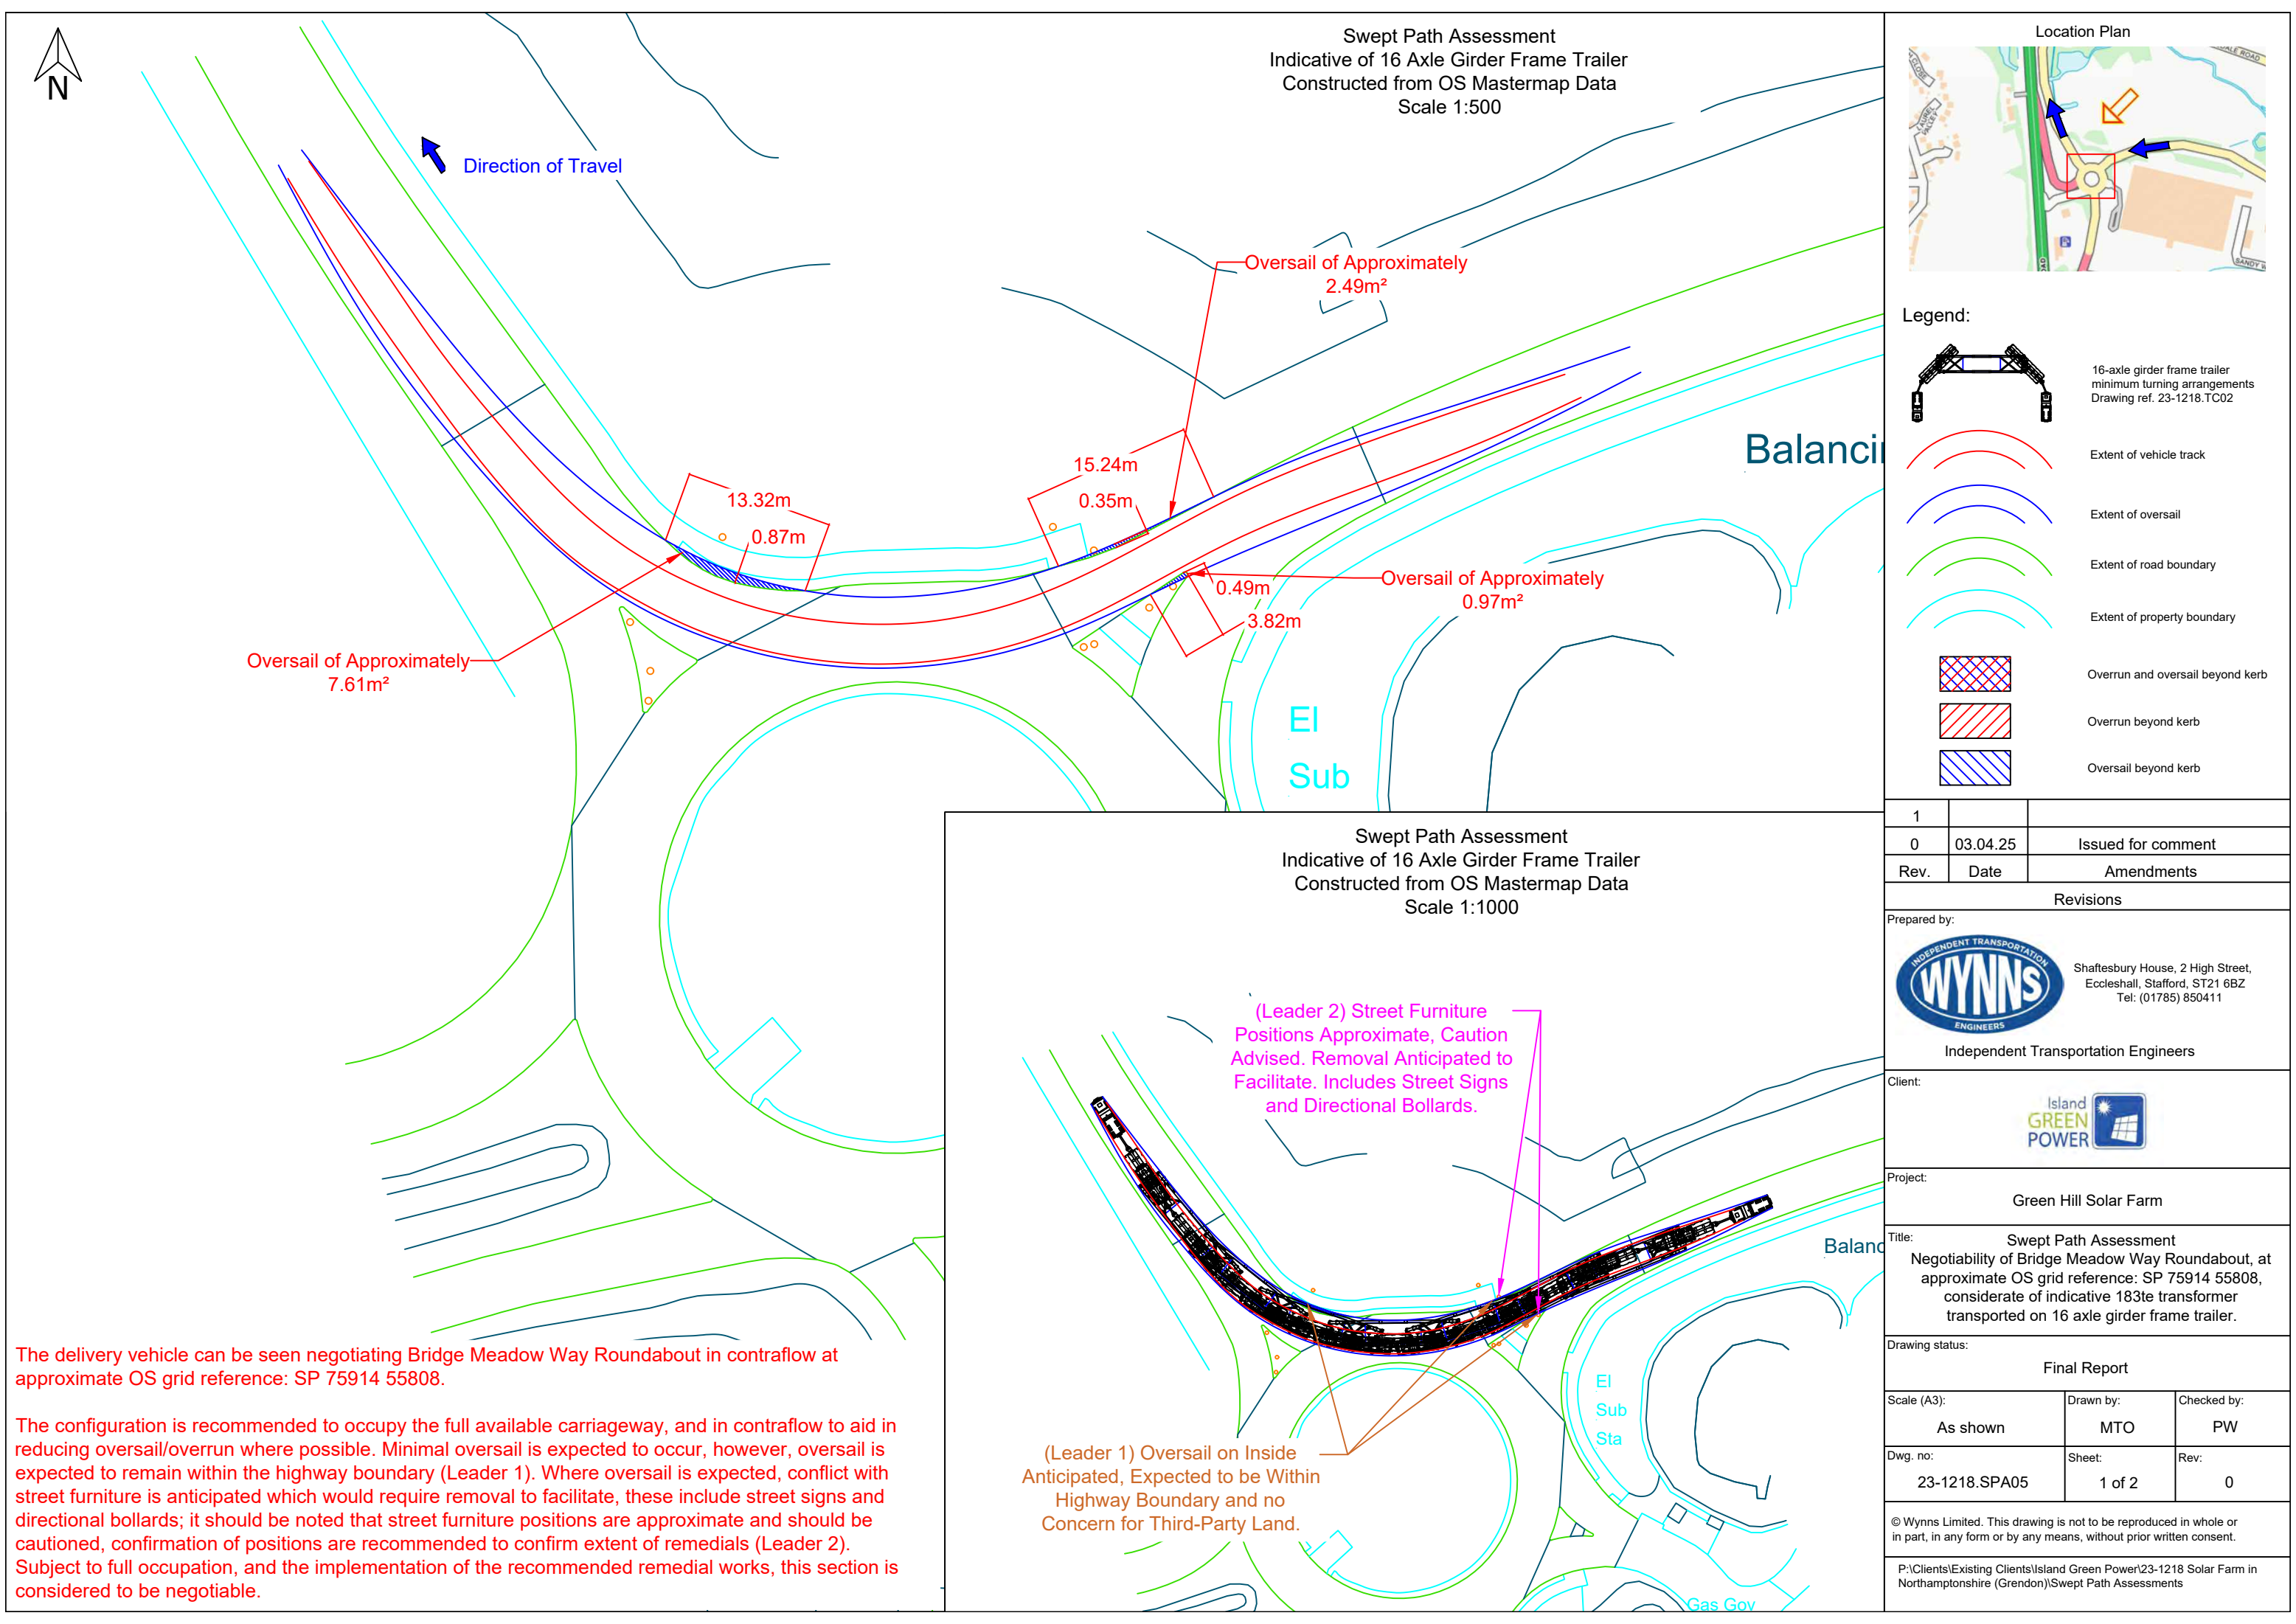 N
Swept Path Assessment
Indicative of 16 Axle Girder Frame Trailer
Constructed from OS Mastermap Data
Scale 1:500
Direction of Travel
Oversail of Approximately
2.49m²
15.24m
0.35m
13.32m
0.87m
Oversail of Approximately
0.97m²
0.49m
3.82m
Oversail of Approximately
7.61m²
El
Sub
Swept Path Assessment
Indicative of 16 Axle Girder Frame Trailer
Constructed from OS Mastermap Data
Scale 1:1000
(Leader 2) Street Furniture
Positions Approximate, Caution
Advised. Removal Anticipated to
Facilitate. Includes Street Signs
and Directional Bollards.
El
Sub
Sta
(Leader 1) Oversail on Inside
Anticipated, Expected to be Within
Highway Boundary and no
Concern for Third-Party Land.
Gas Gov
The delivery vehicle can be seen negotiating Bridge Meadow Way Roundabout in contraflow at
approximate OS grid reference: SP 75914 55808.
The configuration is recommended to occupy the full available carriageway, and in contraflow to aid in
reducing oversail/overrun where possible. Minimal oversail is expected to occur, however, oversail is
expected to remain within the highway boundary (Leader 1). Where oversail is expected, conflict with
street furniture is anticipated which would require removal to facilitate, these include street signs and
directional bollards; it should be noted that street furniture positions are approximate and should be
cautioned, confirmation of positions are recommended to confirm extent of remedials (Leader 2).
Subject to full occupation, and the implementation of the recommended remedial works, this section is
considered to be negotiable.
Location Plan
Legend:
16-axle girder frame trailer
minimum turning arrangements
Drawing ref. 23-1218.TC02
Extent of vehicle track
Extent of oversail
Extent of road boundary
Extent of property boundary
Overrun and oversail beyond kerb
Overrun beyond kerb
Oversail beyond kerb
1
0 03.04.25 Issued for comment
Rev. Date Amendments
Revisions
Prepared by:
INDEPENDENT TRANSPORTATION
WYNNS
ENGINEERS
Shaftesbury House, 2 High Street,
Eccleshall, Stafford, ST21 6BZ
Tel: (01785) 850411
Independent Transportation Engineers
Client:
Island
GREEN
POWER
Project:
Green Hill Solar Farm
Title:
Swept Path Assessment
Negotiability of Bridge Meadow Way Roundabout, at
approximate OS grid reference: SP 75914 55808,
considerate of indicative 183te transformer
transported on 16 axle girder frame trailer.
Drawing status:
Final Report
Scale (A3): Drawn by: Checked by:
As shown MTO PW
Dwg. no: Sheet: Rev:
23-1218.SPA05 1 of 2 0
© Wynns Limited. This drawing is not to be reproduced in whole or
in part, in any form or by any means, without prior written consent.
P:\Clients\Existing Clients\Island Green Power\23-1218 Solar Farm in
Northamptonshire (Grendon)\Swept Path Assessments